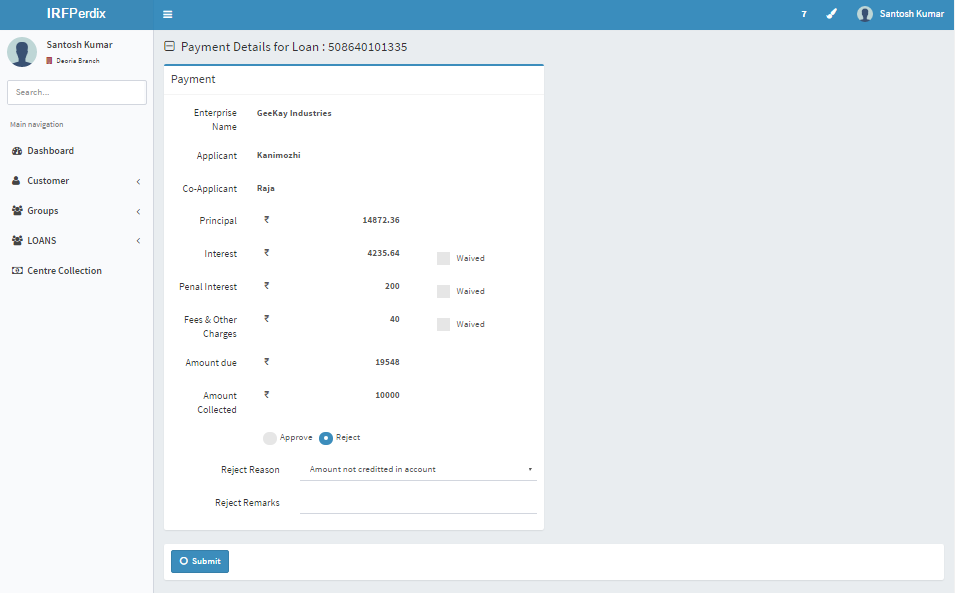 IRFPerdix
? Santosh Kumar
Santosh Kumar
Deoria Branch
Search...
Main navigation
Dashboard
Customer
Groups
LOANS
Centre Collection
Payment Details for Loan : 508640101335
Payment
Enterprise
Name
GeeKay Industries
Applicant Kanimozhi
Co-Applicant Raja
Principal ₹ 14872.36
Interest ₹ 4235.64 Waived
Penal Interest ₹ 200 Waived
Fees & Other
Charges
₹ 40 Waived
Amount due ₹ 19548
Amount
Collected
₹ 10000
Approve Reject
Reject Reason Amount not creditted in account
Reject Remarks
Submit